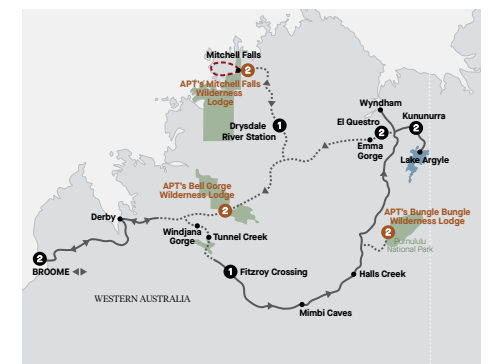 Mitchell Falls
2
APT's Mitchell Falls
Wilderness
Lodge
Wyndham
Kununurra
2
El Questro
2
Drysdale
River Station
1
Emma
Gorge
Lake Argyle
APT's Bell Gorge
Wilderness Lodge
2
APT's Bungle Bungle
Wilderness Lodge
2
Purnululu
National Park
Derby
Windjana
Gorge
Tunnel Creek
2
BROOME
1
Fitzroy Crossing
Halls Creek
WESTERN AUSTRALIA
Mimbi Caves